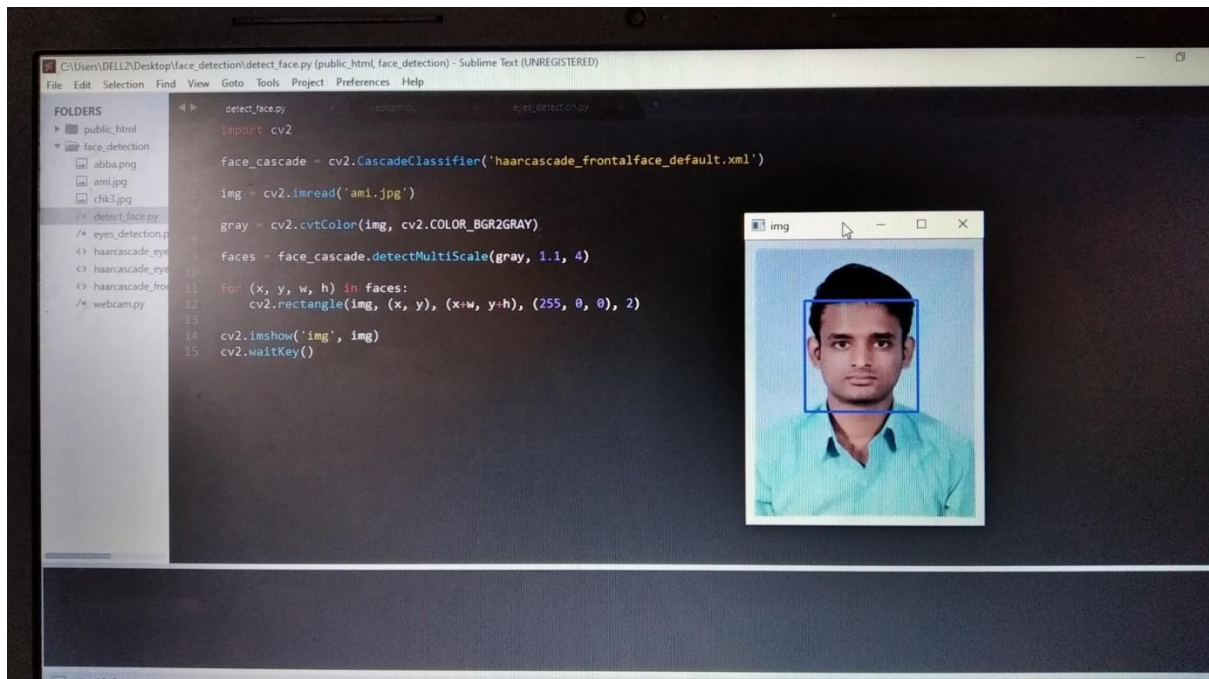 C:\Users\DELL2\Desktop\face_detection\detect_face.py (public_html, face_detection) - Sublime Text (UNREGISTERED)
File Edit Selection Find View Goto Tools Project Preferences Help
FOLDERS
public_html
face_detection
abba.png
ami.jpg
chk3.jpg
/* detect_face.py
/* eyes_detection.p
<> haarcascade_eye
<> haarcascade_eye
<> haarcascade_fro
/* webcam.py
detect_face.py eyes_detection.py
import cv2
face_cascade = cv2.CascadeClassifier('haarcascade_frontalface_default.xml')
img = cv2.imread('ami.jpg')
gray = cv2.cvtColor(img, cv2.COLOR_BGR2GRAY)
faces = face_cascade.detectMultiScale(gray, 1.1, 4)
10
11 for (x, y, w, h) in faces:
12 cv2.rectangle(img, (x, y), (x+w, y+h), (255, 0, 0), 2)
13
14 cv2.imshow('img', img)
15 cv2.waitKey()
img